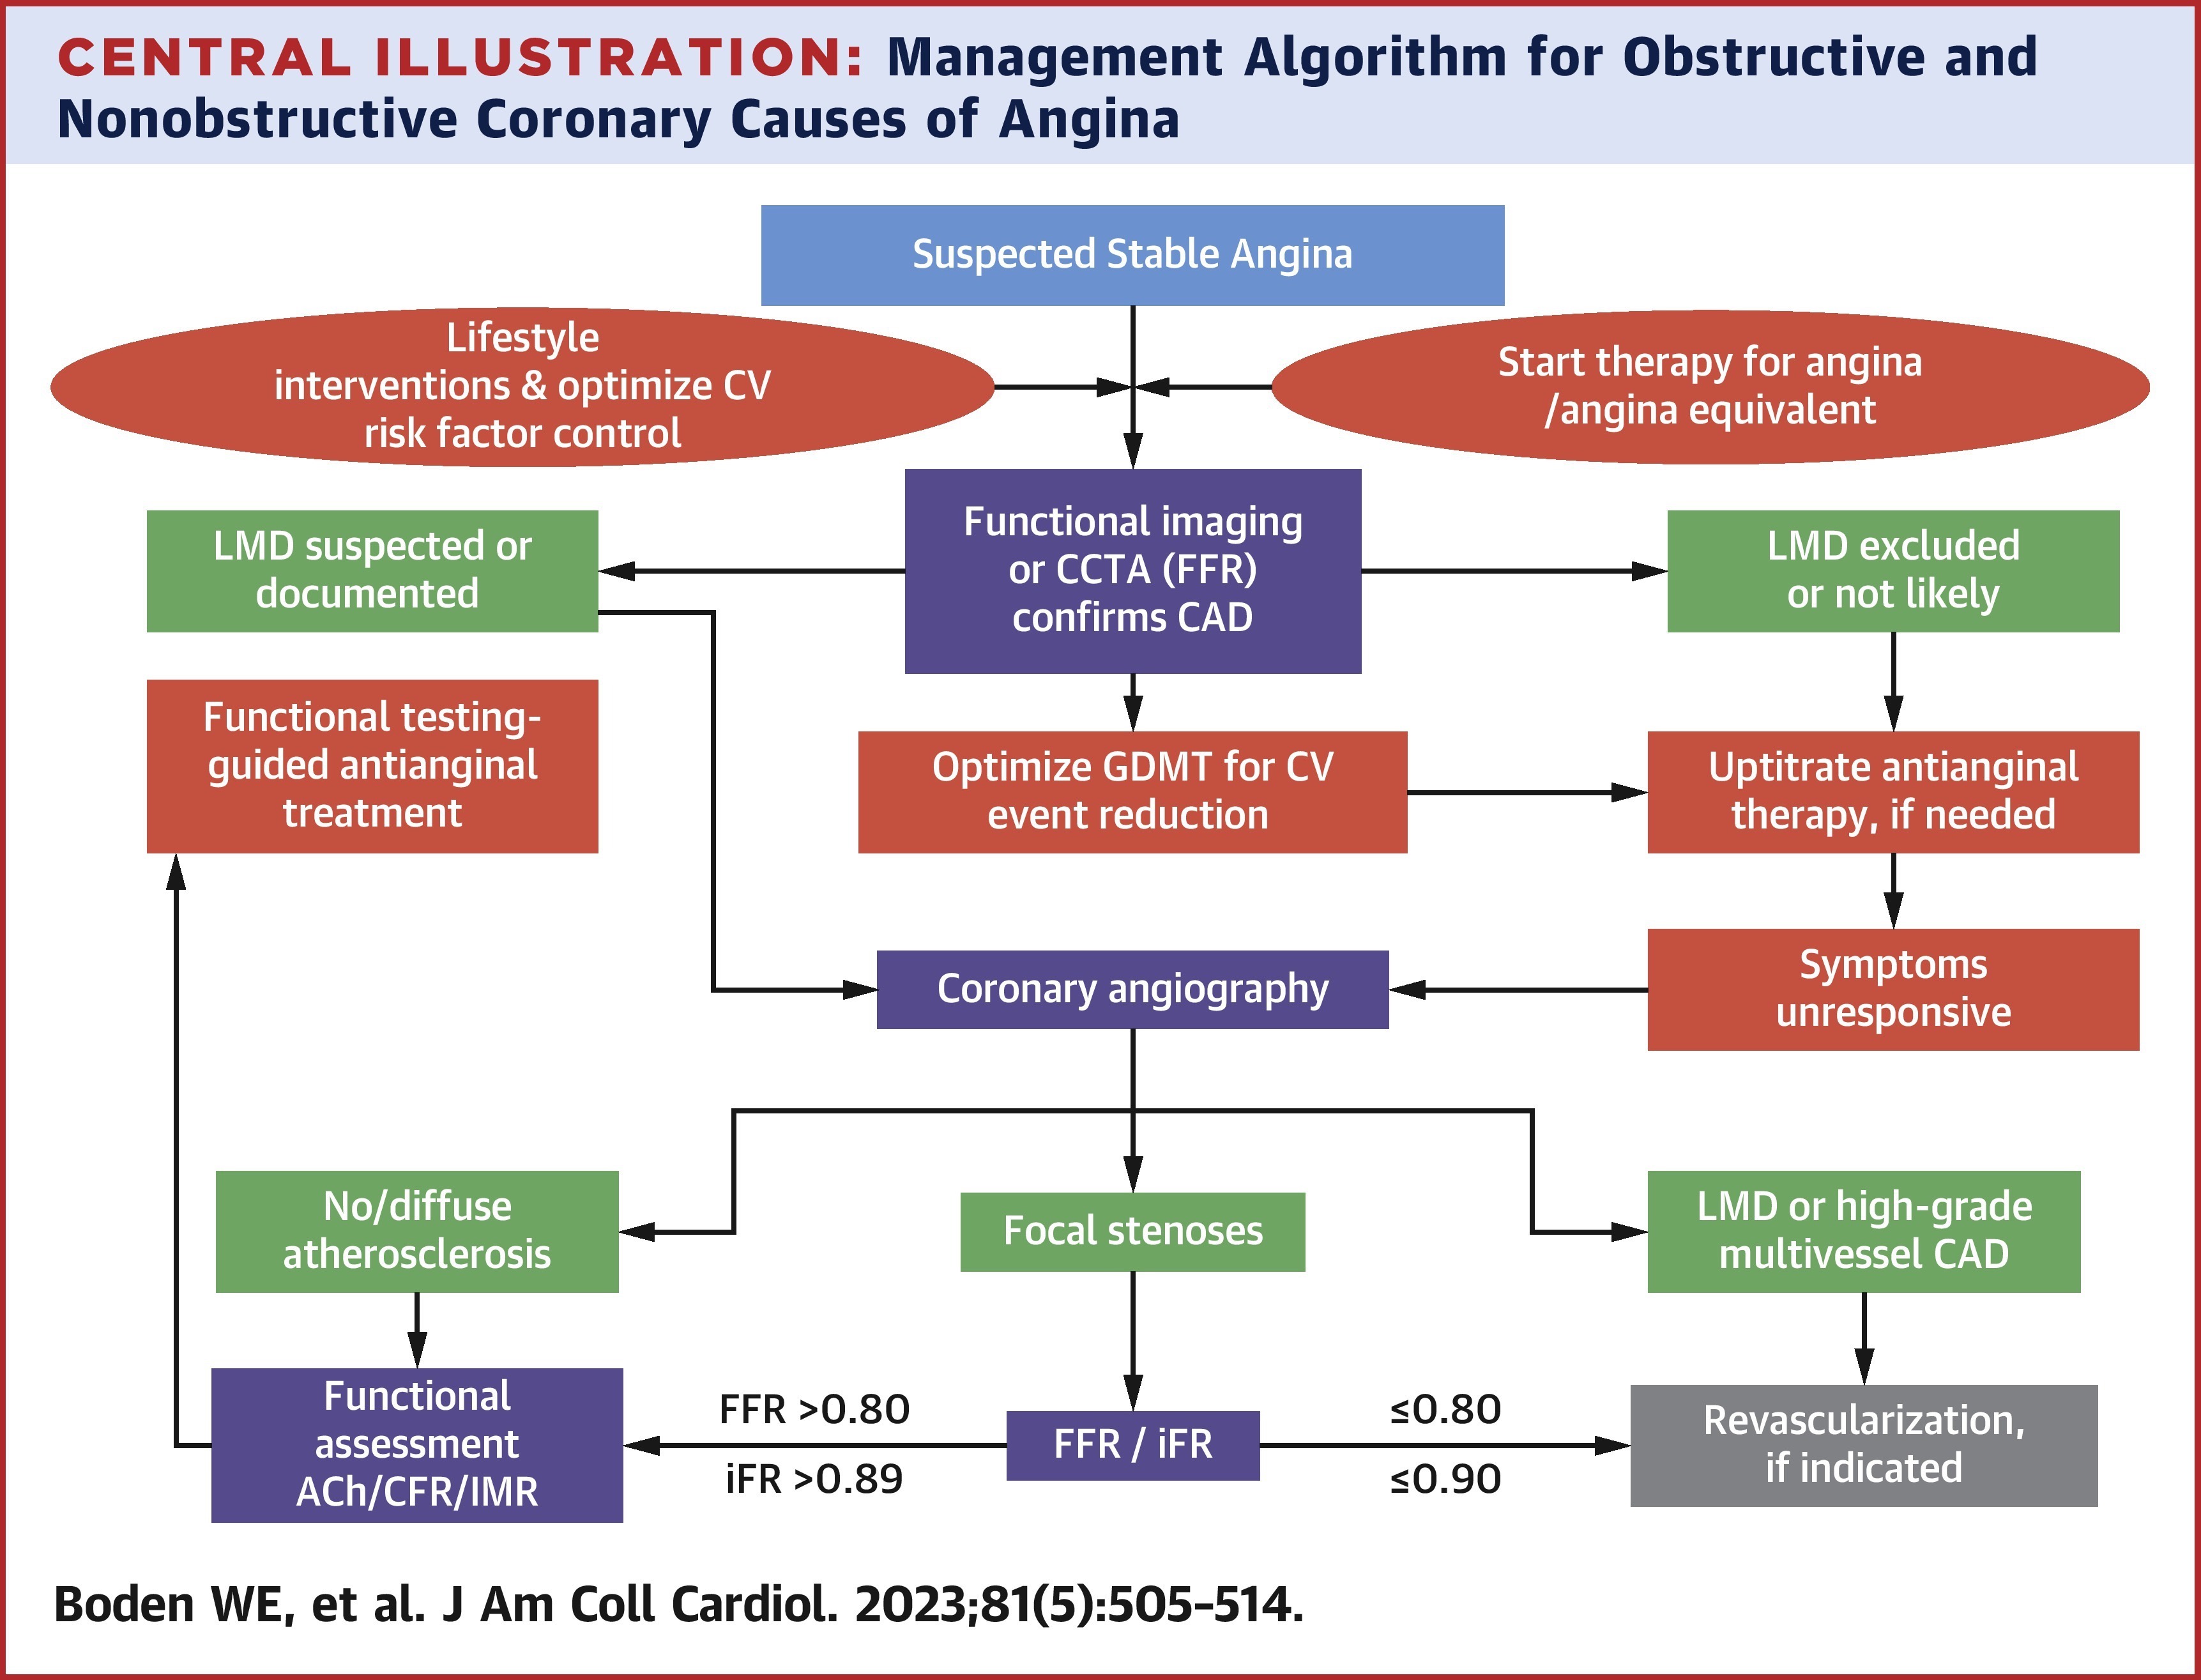 CENTRAL ILLUSTRATION: Management Algorithm for Obstructive and
Nonobstructive Coronary Causes of Angina
Suspected Stable Angina
Lifestyle
interventions & optimize CV
risk factor control
Start therapy for angina
/angina equivalent
LMD suspected or
documented
Functional imaging
or CCTA (FFR)
confirms CAD
LMD excluded
or not likely
Functional testing-
guided antianginal
treatment
Optimize GDMT for CV
event reduction
Uptitrate antianginal
therapy, if needed
Coronary angiography
Symptoms
unresponsive
No/diffuse
atherosclerosis
Focal stenoses
LMD or high-grade
multivessel CAD
Functional
assessment
ACh/CFR/IMR
FFR >0.80
iFR >0.89
FFR / iFR
≤0.80
≤0.90
Revascularization,
if indicated
Boden WE, et al. J Am Coll Cardiol. 2023;81(5):505–514.